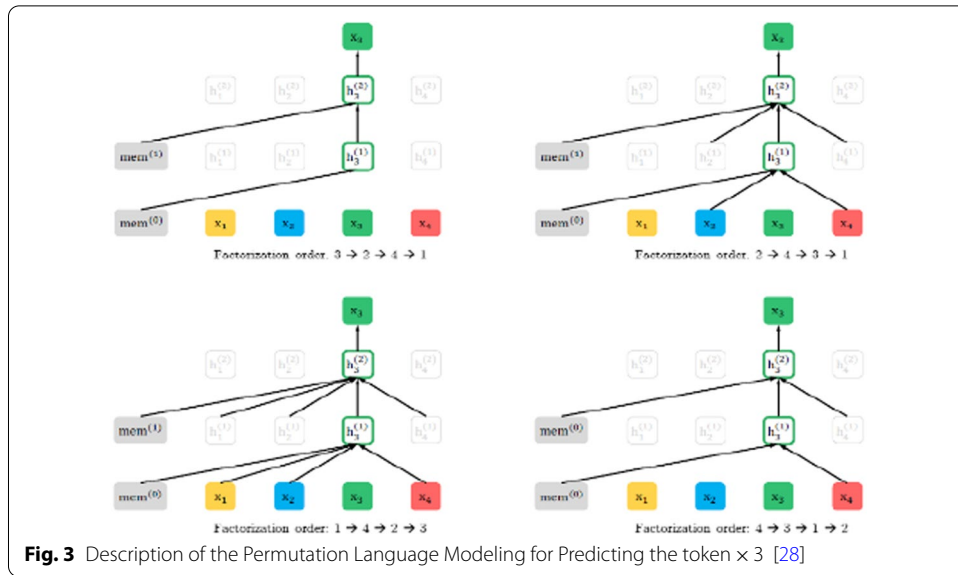 x₃
h₁⁽²⁾ h₂⁽²⁾ h₃⁽²⁾ h₄⁽²⁾
mem⁽¹⁾ h₁⁽¹⁾ h₂⁽¹⁾ h₃⁽¹⁾ h₄⁽¹⁾
mem⁽⁰⁾ x₁ x₂ x₃ x₄
Factorization order: 3 → 2 → 4 → 1
x₃
h₁⁽²⁾ h₂⁽²⁾ h₃⁽²⁾ h₄⁽²⁾
mem⁽¹⁾ h₁⁽¹⁾ h₂⁽¹⁾ h₃⁽¹⁾ h₄⁽¹⁾
mem⁽⁰⁾ x₁ x₂ x₃ x₄
Factorization order: 2 → 4 → 3 → 1
x₃
h₁⁽²⁾ h₂⁽²⁾ h₃⁽²⁾ h₄⁽²⁾
mem⁽¹⁾ h₁⁽¹⁾ h₂⁽¹⁾ h₃⁽¹⁾ h₄⁽¹⁾
mem⁽⁰⁾ x₁ x₂ x₃ x₄
Factorization order: 1 → 4 → 2 → 3
x₃
h₁⁽²⁾ h₂⁽²⁾ h₃⁽²⁾ h₄⁽²⁾
mem⁽⁰⁾ h₁⁽¹⁾ h₂⁽¹⁾ h₃⁽¹⁾ h₄⁽¹⁾
mem⁽⁰⁾ x₁ x₂ x₃ x₄
Factorization order: 4 → 3 → 1 → 2
Fig. 3 Description of the Permutation Language Modeling for Predicting the token × 3 [28]